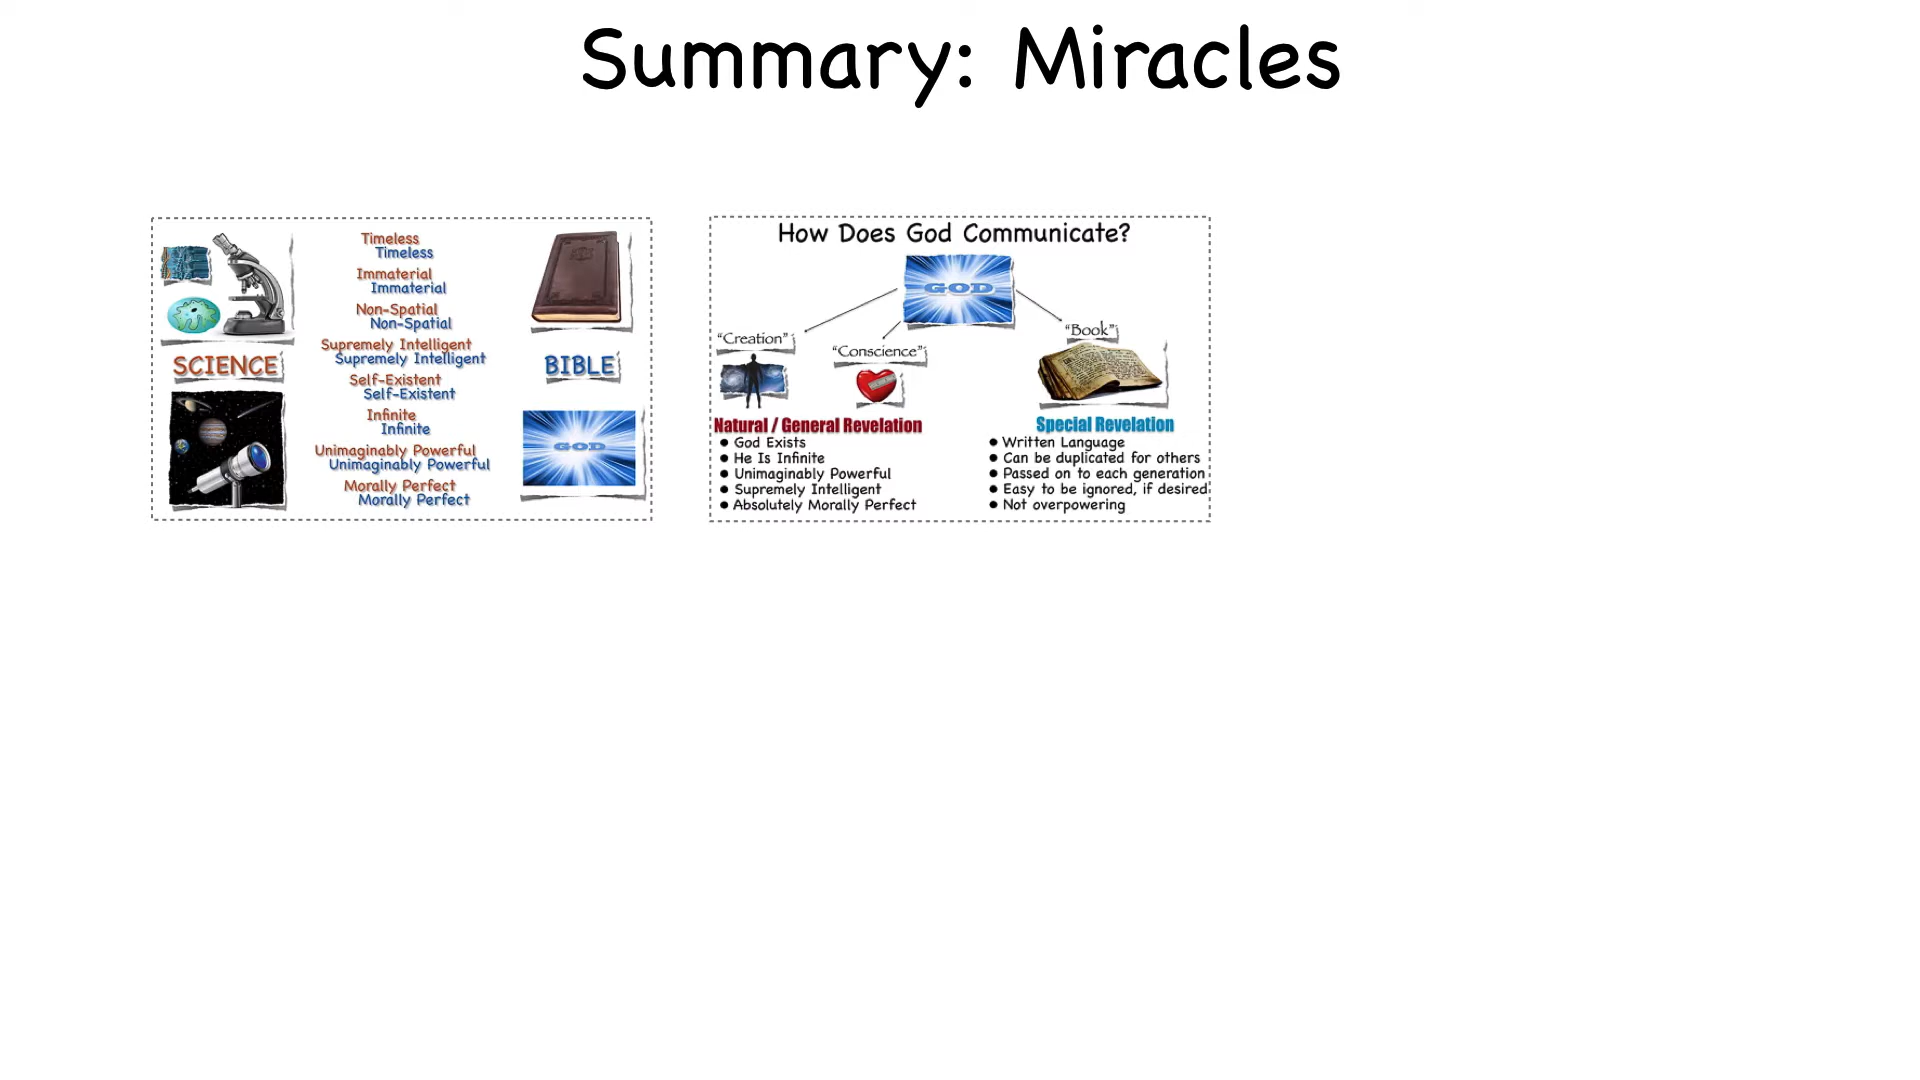 Summary: Miracles
Timeless
Timeless
Immaterial
Immaterial
Non-Spatial
Non-Spatial
Supremely Intelligent
Supremely Intelligent
Self-Existent
Self-Existent
Infinite
Infinite
Unimaginably Powerful
Unimaginably Powerful
Morally Perfect
Morally Perfect
SCIENCE
BIBLE
GOD
How Does God Communicate?
GOD
"Creation"
"Conscience"
"Book"
Natural / General Revelation
● God Exists
● He Is Infinite
● Unimaginably Powerful
● Supremely Intelligent
● Absolutely Morally Perfect
Special Revelation
● Written Language
● Can be duplicated for others
● Passed on to each generation
● Easy to be ignored, if desired
● Not overpowering